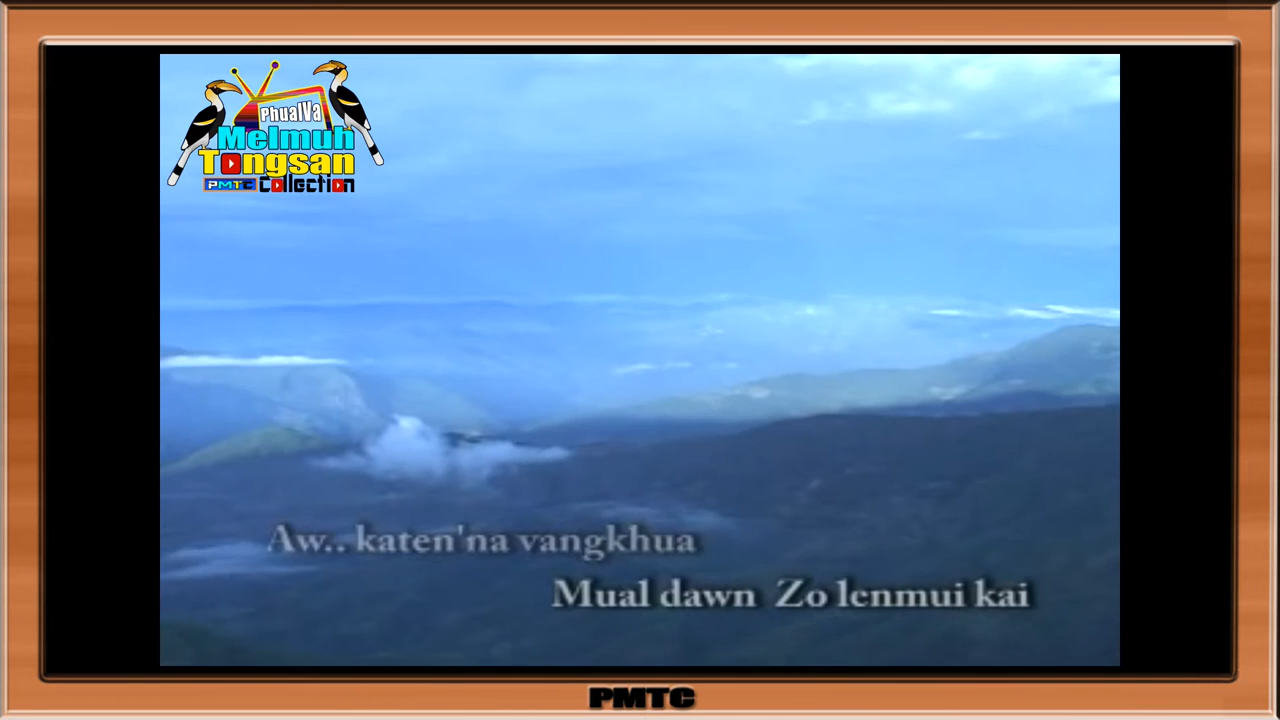 PhualVa
Melmuh
Tongsan
PMTC Collection
Aw.. katen'na vangkhua
Mual dawn Zo lenmui kai
PMTC